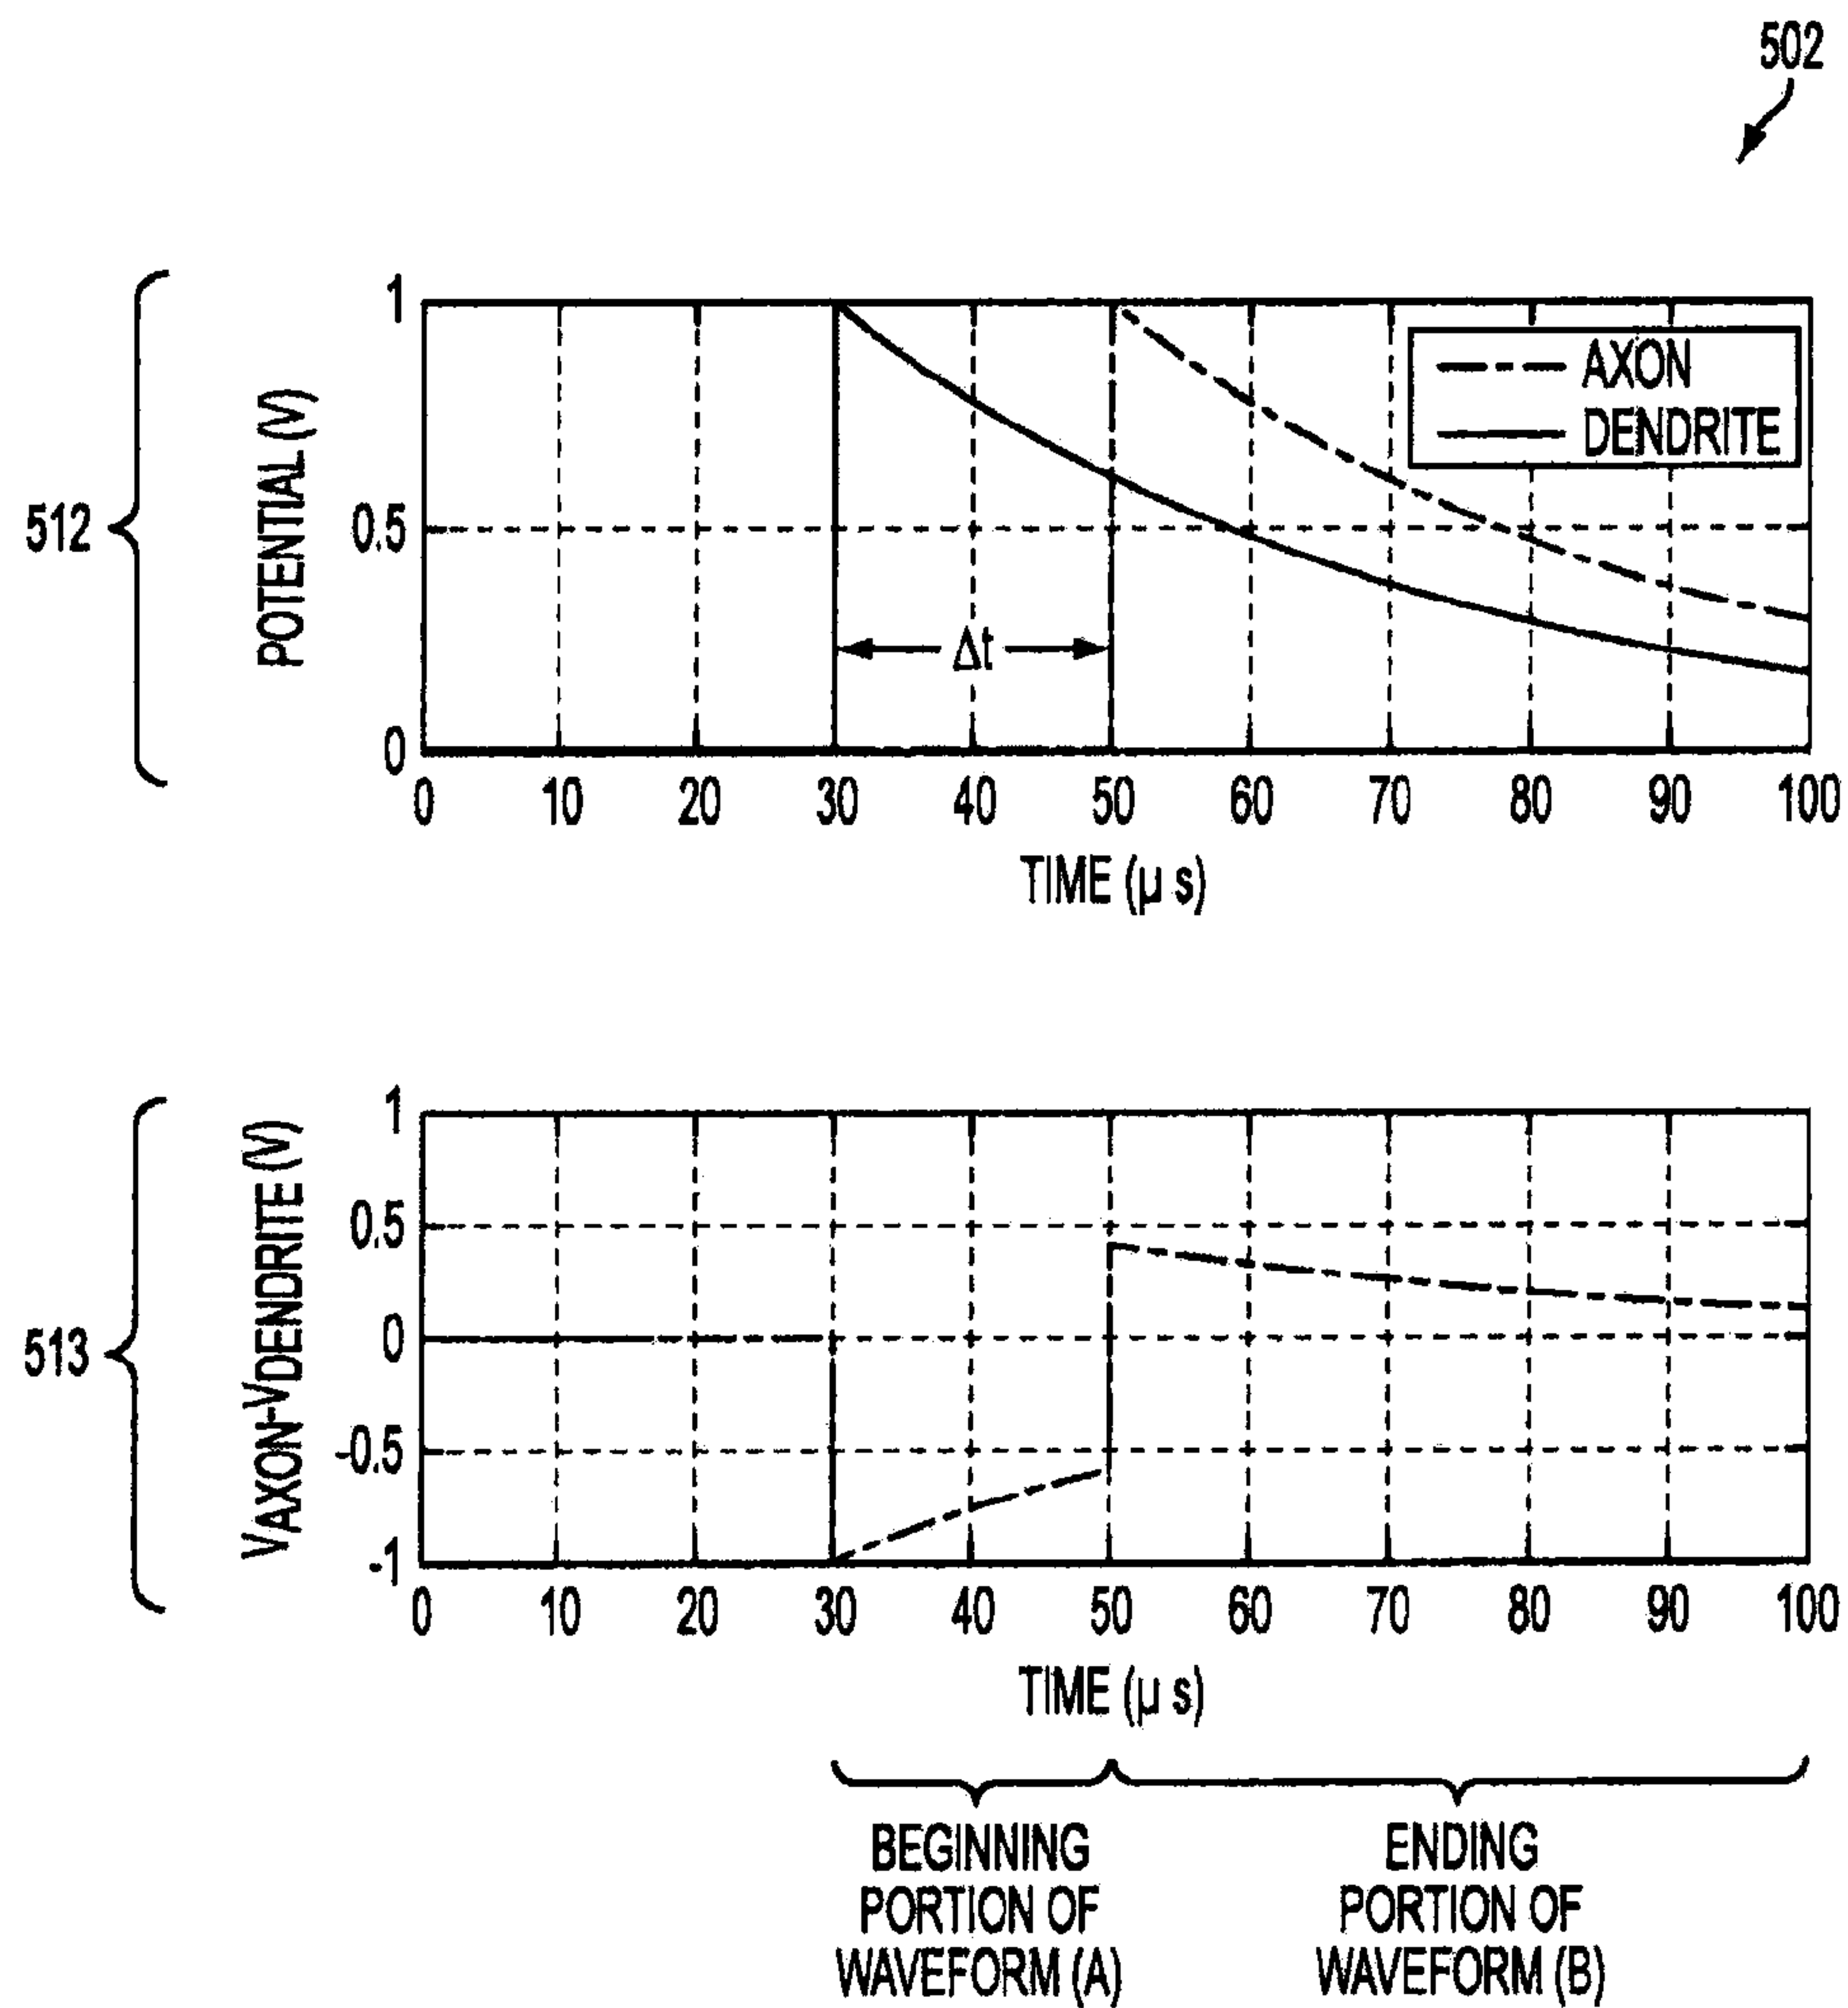 502
512
POTENTIAL (V)
1
0.5
0
AXON
DENDRITE
Δt
0 10 20 30 40 50 60 70 80 90 100
TIME (μ s)
513
VAXON-VDENDRITE (V)
1
0.5
0
-0.5
-1
0 10 20 30 40 50 60 70 80 90 100
TIME (μ s)
BEGINNING
PORTION OF
WAVEFORM (A)
ENDING
PORTION OF
WAVEFORM (B)